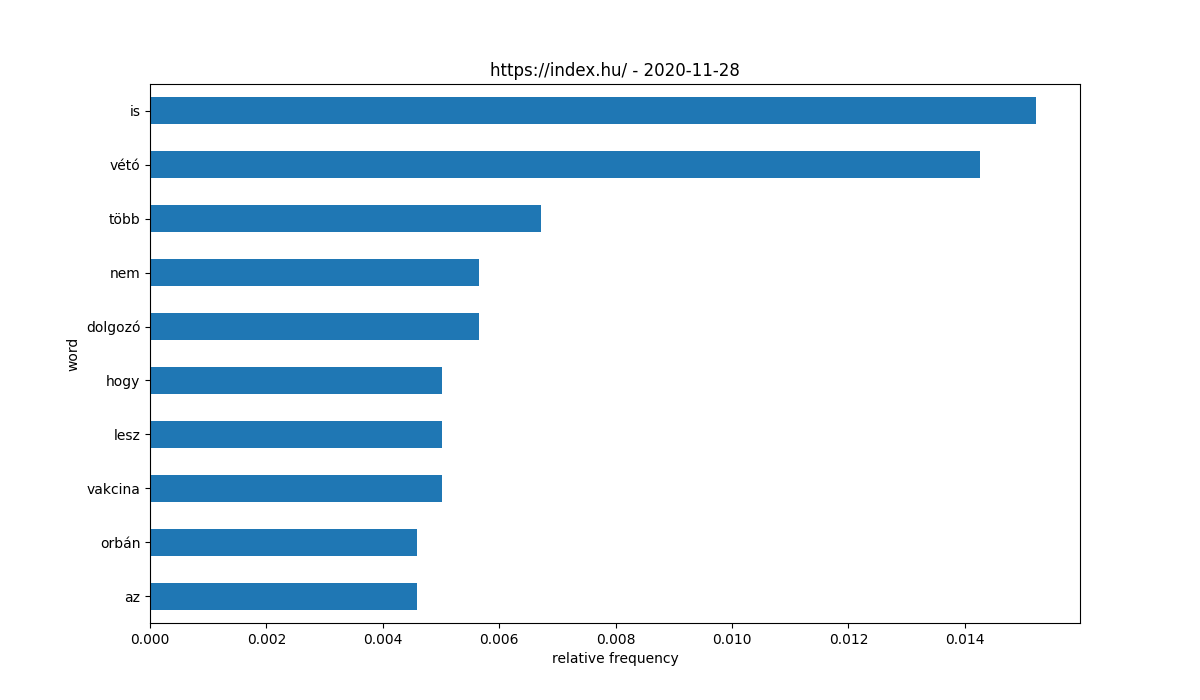 https://index.hu/ - 2020-11-28
is
vétó
több
nem
dolgozó
hogy
lesz
vakcina
orbán
az
word
0.000 0.002 0.004 0.006 0.008 0.010 0.012 0.014
relative frequency